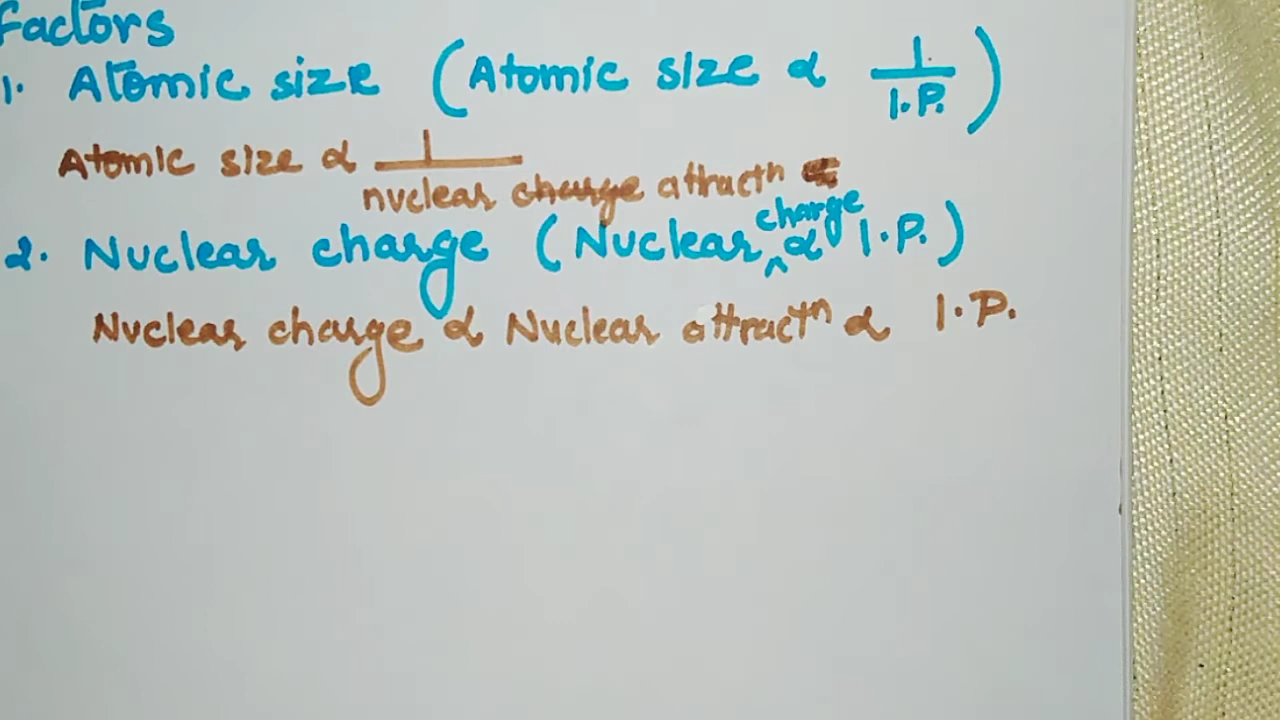 Factors
1. Atomic size (Atomic size ∝ 1/I.P.)
Atomic size ∝ 1/nuclear charge attractⁿ
2. Nuclear charge (Nuclear charge ∝ I.P.)
Nuclear charge ∝ Nuclear attractⁿ ∝ I.P.